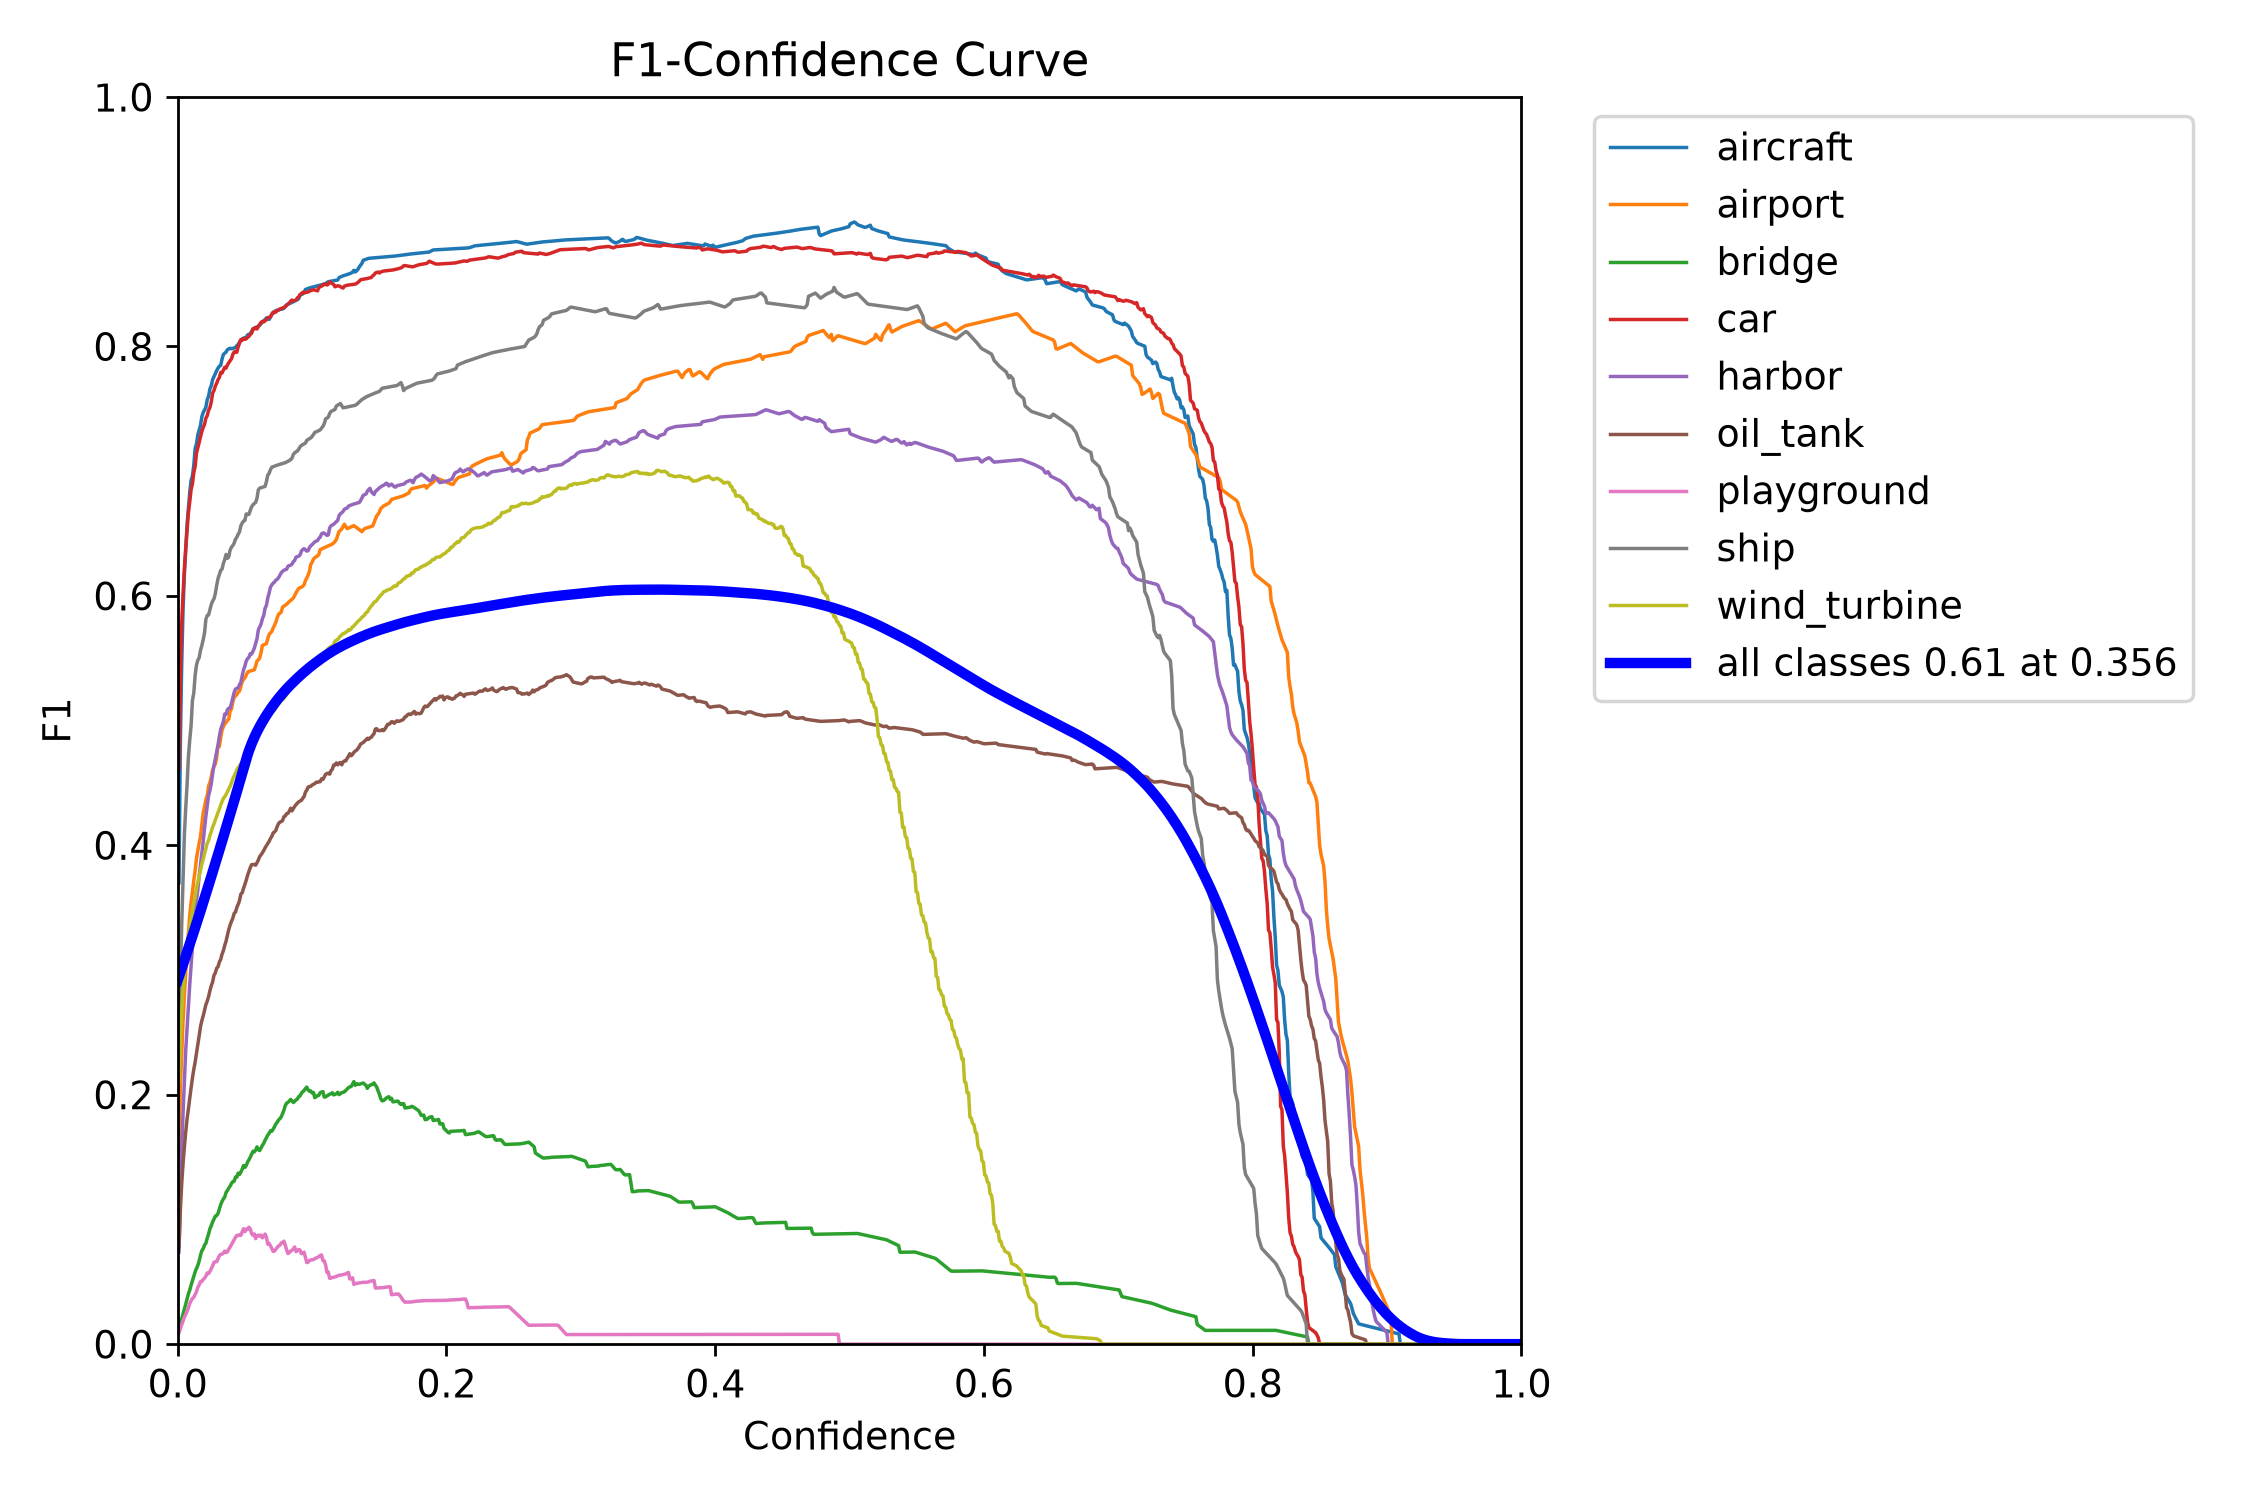 F1-Confidence Curve
1.0
0.8
0.6
0.4
0.2
0.0
F1
0.0 0.2 0.4 0.6 0.8 1.0
Confidence
aircraft
airport
bridge
car
harbor
oil_tank
playground
ship
wind_turbine
all classes 0.61 at 0.356